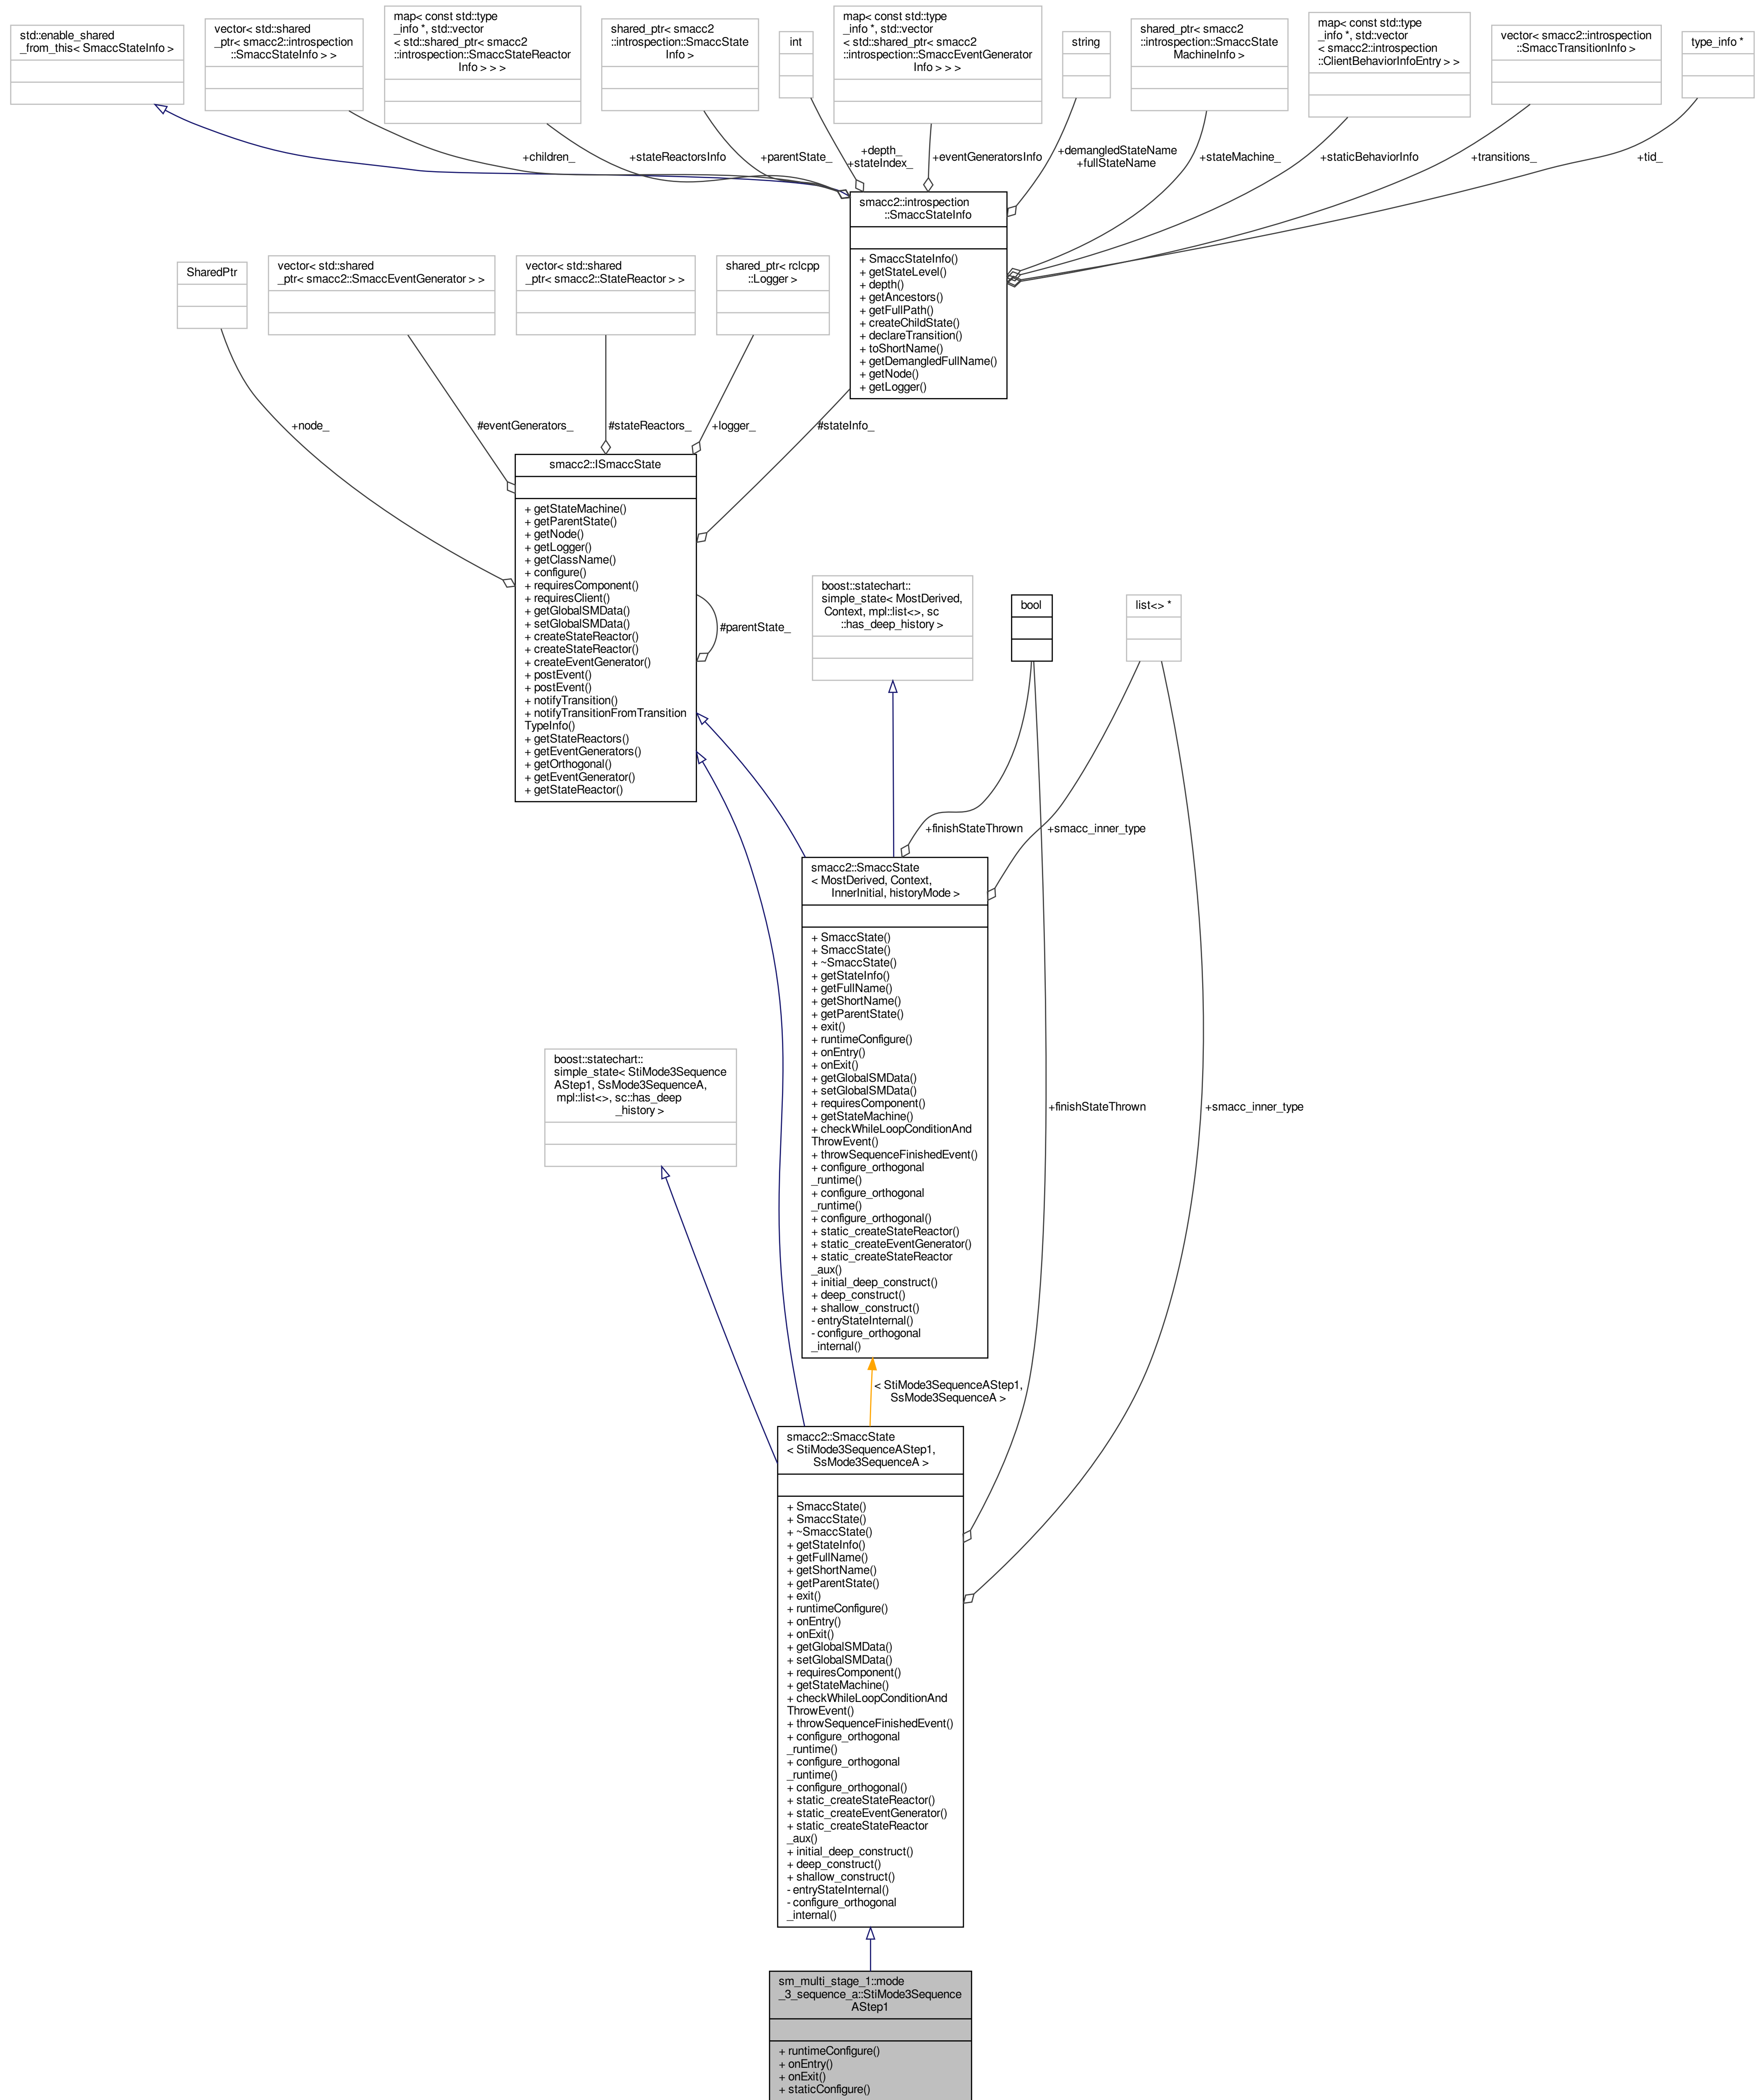 std::enable_shared
_from_this< SmaccStateInfo >
vector< std::shared
_ptr< smacc2::introspection
::SmaccStateInfo > >
map< const std::type
_info *, std::vector
< std::shared_ptr< smacc2
::introspection::SmaccStateReactor
Info > > >
shared_ptr< smacc2
::introspection::SmaccState
Info >
int
map< const std::type
_info *, std::vector
< std::shared_ptr< smacc2
::introspection::SmaccEventGenerator
Info > > >
string
shared_ptr< smacc2
::introspection::SmaccState
MachineInfo >
map< const std::type
_info *, std::vector
< smacc2::introspection
::ClientBehaviorInfoEntry > >
vector< smacc2::introspection
::SmaccTransitionInfo >
type_info *
+children_
+stateReactorsInfo
+parentState_
+depth_
+stateIndex_
+eventGeneratorsInfo
+demangledStateName
+fullStateName
+stateMachine_
+staticBehaviorInfo
+transitions_
+tid_
smacc2::introspection
::SmaccStateInfo
+ SmaccStateInfo()
+ getStateLevel()
+ depth()
+ getAncestors()
+ getFullPath()
+ createChildState()
+ declareTransition()
+ toShortName()
+ getDemangledFullName()
+ getNode()
+ getLogger()
SharedPtr
vector< std::shared
_ptr< smacc2::SmaccEventGenerator > >
vector< std::shared
_ptr< smacc2::StateReactor > >
shared_ptr< rclcpp
::Logger >
+node_
#eventGenerators_
#stateReactors_
+logger_
#stateInfo_
smacc2::ISmaccState
+ getStateMachine()
+ getParentState()
+ getNode()
+ getLogger()
+ getClassName()
+ configure()
+ requiresComponent()
+ requiresClient()
+ getGlobalSMData()
+ setGlobalSMData()
+ createStateReactor()
+ createStateReactor()
+ createEventGenerator()
+ postEvent()
+ postEvent()
+ notifyTransition()
+ notifyTransitionFromTransition
TypeInfo()
+ getStateReactors()
+ getEventGenerators()
+ getOrthogonal()
+ getEventGenerator()
+ getStateReactor()
#parentState_
boost::statechart::
simple_state< MostDerived,
Context, mpl::list<>, sc
::has_deep_history >
bool
list<> *
+finishStateThrown
+smacc_inner_type
smacc2::SmaccState
< MostDerived, Context,
InnerInitial, historyMode >
+ SmaccState()
+ SmaccState()
+ ~SmaccState()
+ getStateInfo()
+ getFullName()
+ getShortName()
+ getParentState()
+ exit()
+ runtimeConfigure()
+ onEntry()
+ onExit()
+ getGlobalSMData()
+ setGlobalSMData()
+ requiresComponent()
+ getStateMachine()
+ checkWhileLoopConditionAnd
ThrowEvent()
+ throwSequenceFinishedEvent()
+ configure_orthogonal
_runtime()
+ configure_orthogonal
_runtime()
+ configure_orthogonal()
+ static_createStateReactor()
+ static_createEventGenerator()
+ static_createStateReactor
_aux()
+ initial_deep_construct()
+ deep_construct()
+ shallow_construct()
- entryStateInternal()
- configure_orthogonal
_internal()
boost::statechart::
simple_state< StiMode3Sequence
AStep1, SsMode3SequenceA,
mpl::list<>, sc::has_deep
_history >
+finishStateThrown
+smacc_inner_type
< StiMode3SequenceAStep1,
SsMode3SequenceA >
smacc2::SmaccState
< StiMode3SequenceAStep1,
SsMode3SequenceA >
+ SmaccState()
+ SmaccState()
+ ~SmaccState()
+ getStateInfo()
+ getFullName()
+ getShortName()
+ getParentState()
+ exit()
+ runtimeConfigure()
+ onEntry()
+ onExit()
+ getGlobalSMData()
+ setGlobalSMData()
+ requiresComponent()
+ getStateMachine()
+ checkWhileLoopConditionAnd
ThrowEvent()
+ throwSequenceFinishedEvent()
+ configure_orthogonal
_runtime()
+ configure_orthogonal
_runtime()
+ configure_orthogonal()
+ static_createStateReactor()
+ static_createEventGenerator()
+ static_createStateReactor
_aux()
+ initial_deep_construct()
+ deep_construct()
+ shallow_construct()
- entryStateInternal()
- configure_orthogonal
_internal()
sm_multi_stage_1::mode
_3_sequence_a::StiMode3Sequence
AStep1
+ runtimeConfigure()
+ onEntry()
+ onExit()
+ staticConfigure()